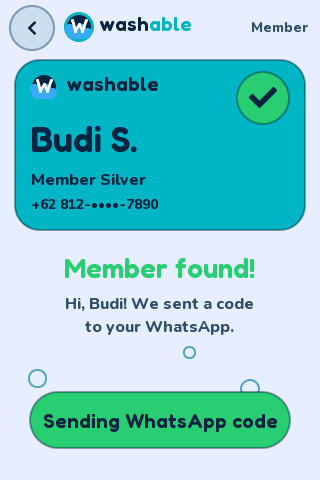 washable
Member
washable
Budi S.
Member Silver
+62 812-••••-7890
Member found!
Hi, Budi! We sent a code
to your WhatsApp.
Sending WhatsApp code